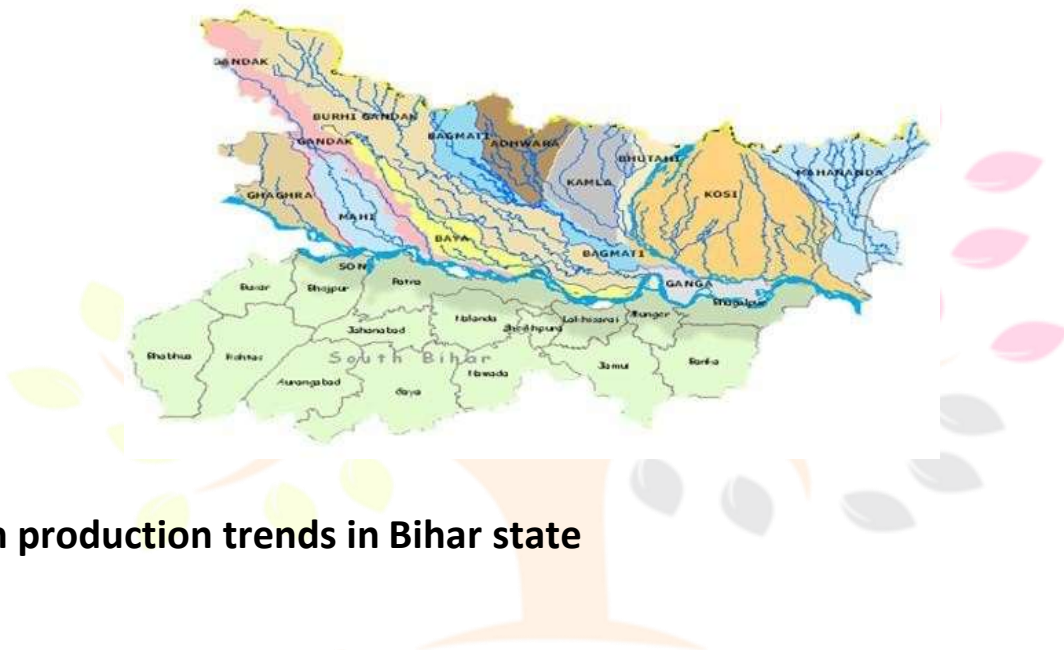 GANDAK
BURHI GANDAK
BAGMATI
ADHWARA
GANDAK
BHUTAHI
MAHANANDA
KAMLA
GHAGHRA
KOSI
MAHI
BAYA
BAGMATI
SON
GANGA
Buxar
Bhojpur
Patna
Bhagalpur
Nalanda
Lakhisarai
Munger
Jahanabad
Bhabhua
Rohtas
South Bihar
Jamui
Banka
Aurangabad
Gaya
Nawada
production trends in Bihar state